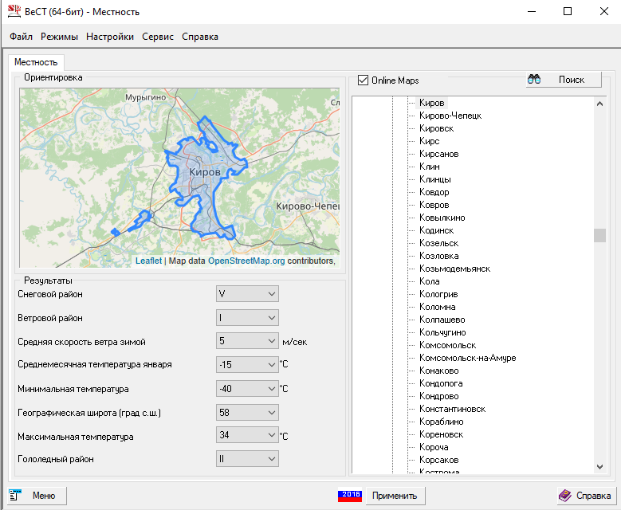 ВеСТ (64-бит) - Местность
Файл Режимы Настройки Сервис Справка
Местность
Ориентировка
Мурыгино
Киров
Кирово-Чепец
Leaflet | Map data OpenStreetMap.org contributors,
Результаты
Снеговой район V
Ветровой район I
Средняя скорость ветра зимой 5 м/сек
Среднемесячная температура января -15 °C
Минимальная температура -40 °C
Географическая широта (град с.ш.) 58
Максимальная температура 34 °C
Гололедный район II
Online Maps Поиск
Киров
Кирово-Чепецк
Кировск
Кирс
Кирсанов
Клин
Клинцы
Ковдор
Ковров
Ковылкино
Кодинск
Козельск
Козловка
Козьмодемьянск
Кола
Кологрив
Коломна
Колпашево
Кольчугино
Комсомольск
Комсомольск-на-Амуре
Конаково
Кондопога
Кондрово
Константиновск
Кораблино
Кореновск
Короча
Корсаков
Кострома
Меню 2016 Применить Справка